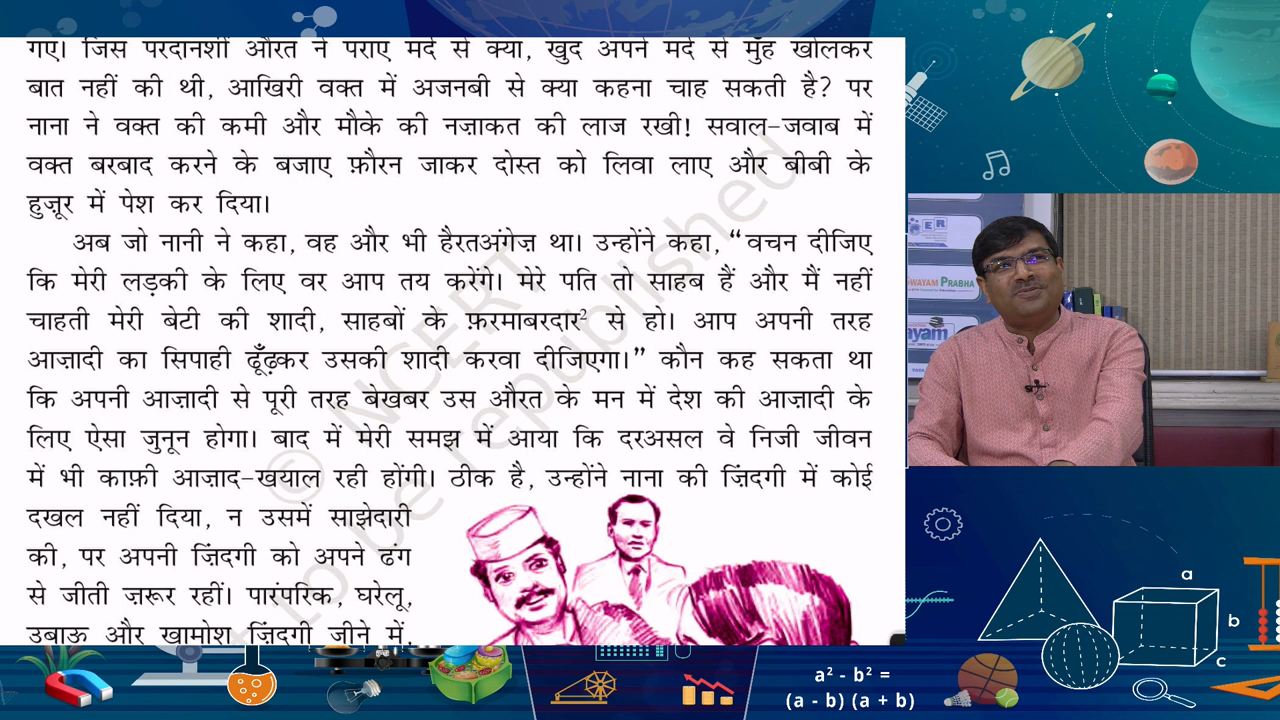 गए। जिस परदानशीं औरत ने पराए मर्द से क्या, खुद अपने मर्द से मुँह खोलकर
बात नहीं की थी, आखिरी वक्त में अजनबी से क्या कहना चाह सकती है? पर
नाना ने वक्त की कमी और मौके की नज़ाकत की लाज रखी! सवाल-जवाब में
वक्त बरबाद करने के बजाए फ़ौरन जाकर दोस्त को लिवा लाए और बीबी के
हुज़ूर में पेश कर दिया।
अब जो नानी ने कहा, वह और भी हैरतअंगेज़ था। उन्होंने कहा, “वचन दीजिए
कि मेरी लड़की के लिए वर आप तय करेंगे। मेरे पति तो साहब हैं और मैं नहीं
चाहती मेरी बेटी की शादी, साहबों के फ़रमाबरदार2 से हो। आप अपनी तरह
आज़ादी का सिपाही ढूँढ़कर उसकी शादी करवा दीजिएगा।” कौन कह सकता था
कि अपनी आज़ादी से पूरी तरह बेखबर उस औरत के मन में देश की आज़ादी के
लिए ऐसा जुनून होगा। बाद में मेरी समझ में आया कि दरअसल वे निजी जीवन
में भी काफ़ी आज़ाद-खयाल रही होंगी। ठीक है, उन्होंने नाना की ज़िंदगी में कोई
दखल नहीं दिया, न उसमें साझेदारी
की, पर अपनी ज़िंदगी को अपने ढंग
से जीती ज़रूर रहीं। पारंपरिक, घरेलू,
उबाऊ और खामोश ज़िंदगी जीने में,
© NCERT
be republished
SWAYAM PRABHA
ayam
a
b
c
a² - b² =
(a - b) (a + b)